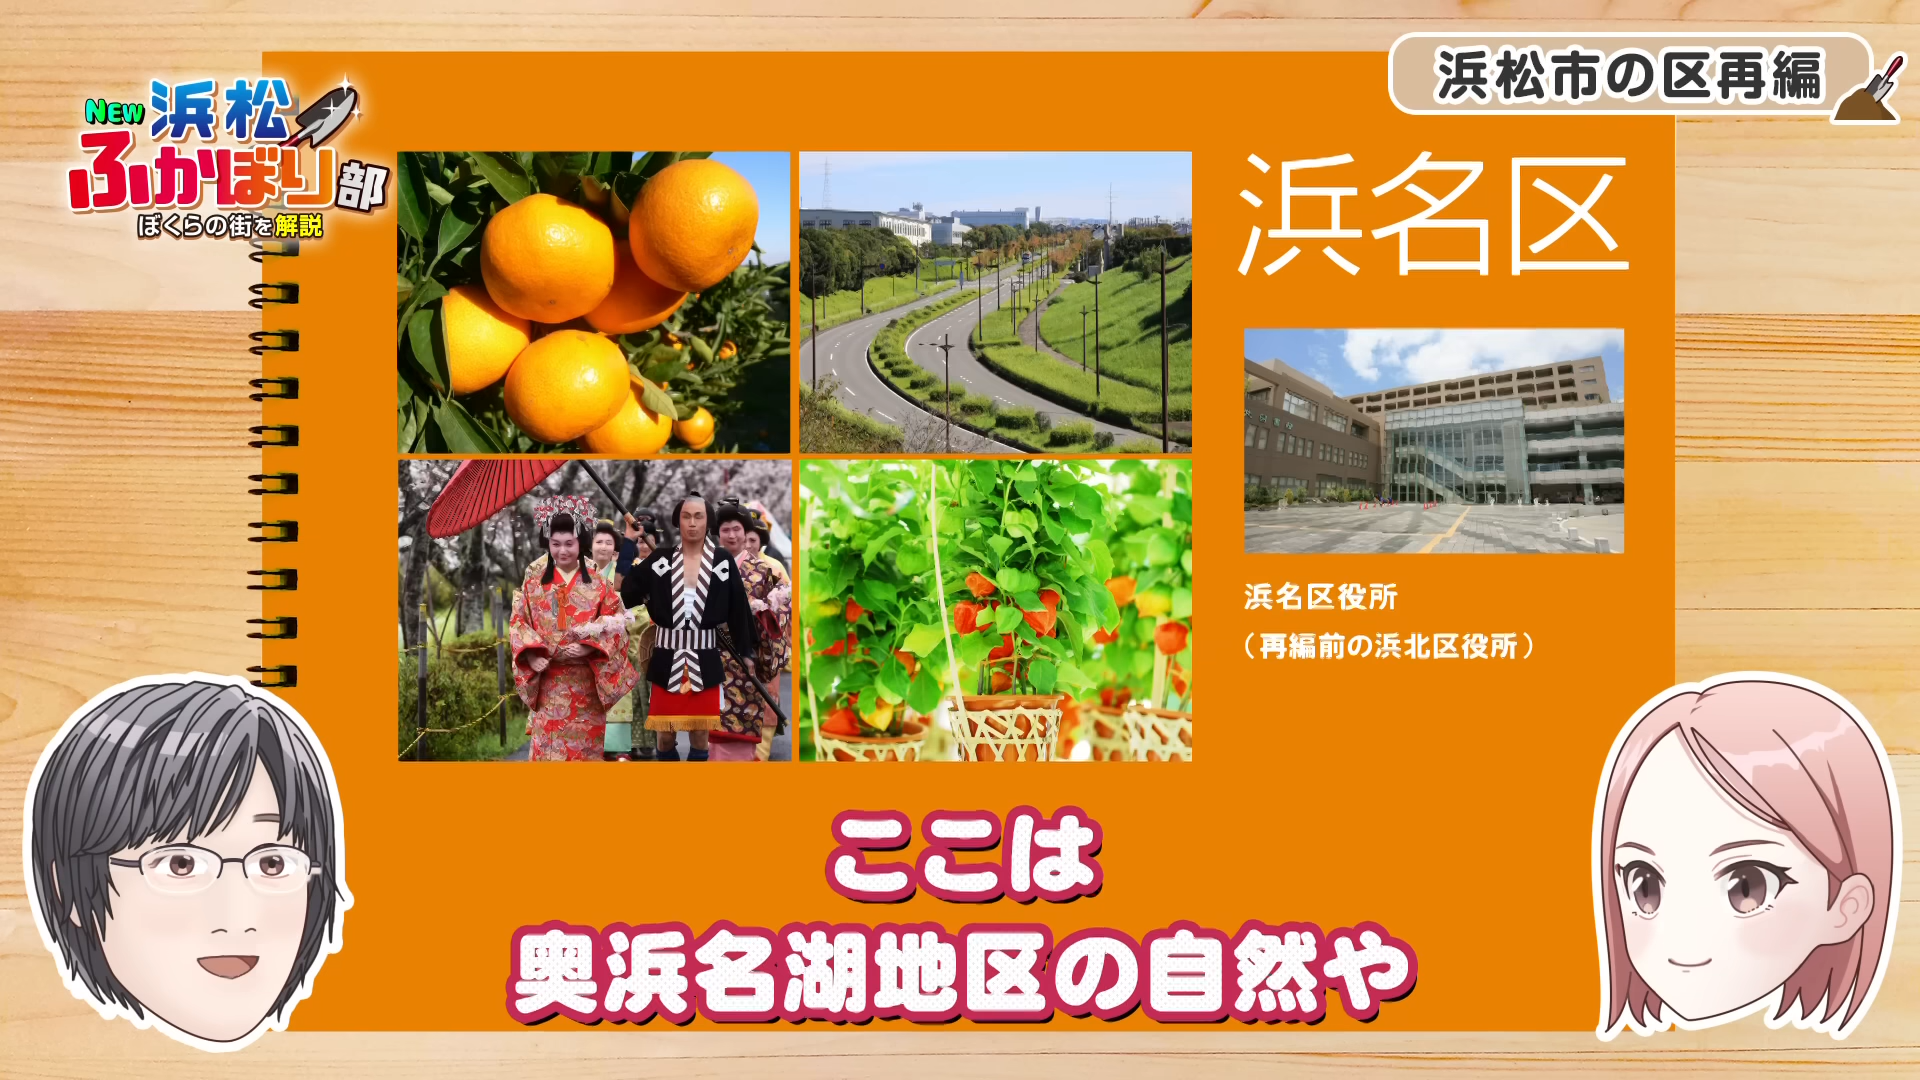 NEW 浜松
ふかぼり部
ぼくらの街を解説
浜松市の区再編
浜名区
浜名区役所
（再編前の浜北区役所）
ここは
奥浜名湖地区の自然や